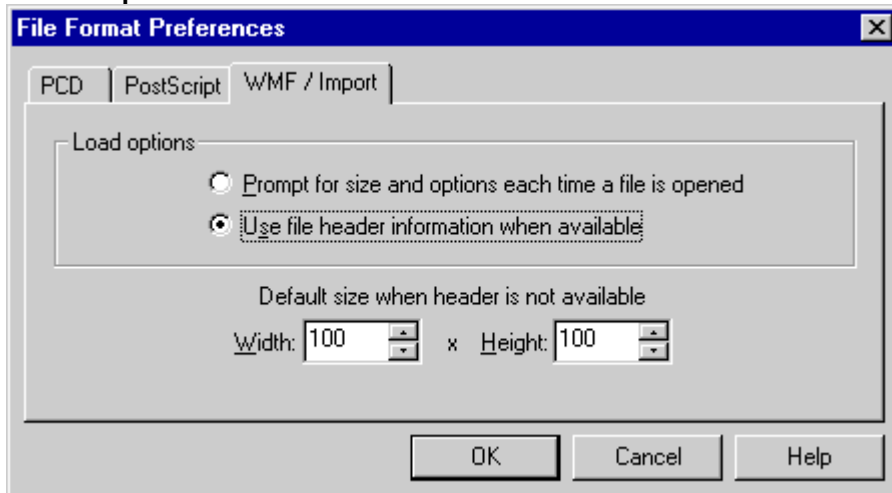 File Format Preferences
PCD PostScript WMF / Import
Load options
Prompt for size and options each time a file is opened
Use file header information when available
Default size when header is not available
Width: 100 x Height: 100
OK Cancel Help